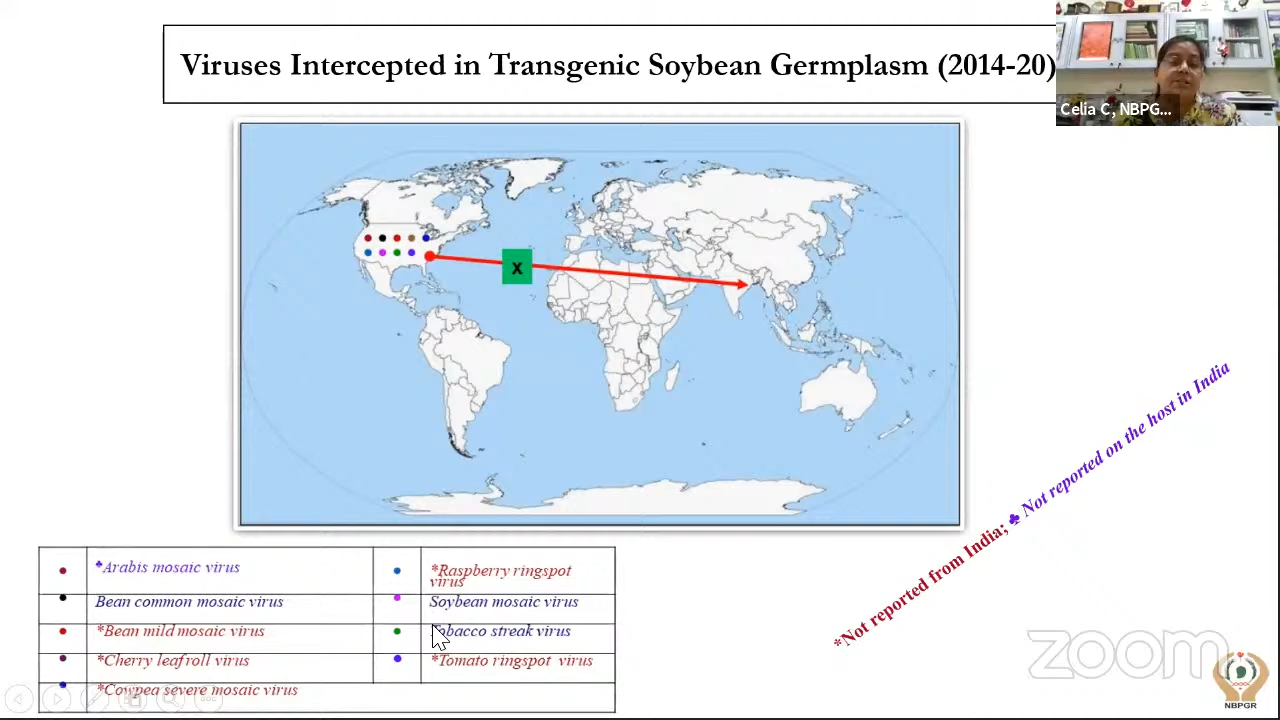 Viruses Intercepted in Transgenic Soybean Germplasm (2014-20)
Celia C, NBPG...
X
*Not reported from India; ♣ Not reported on the host in India
♣Arabis mosaic virus
*Raspberry ringspot
virus
Bean common mosaic virus
Soybean mosaic virus
*Bean mild mosaic virus
Tobacco streak virus
*Cherry leafroll virus
*Tomato ringspot virus
*Cowpea severe mosaic virus
zoom
NBPGR